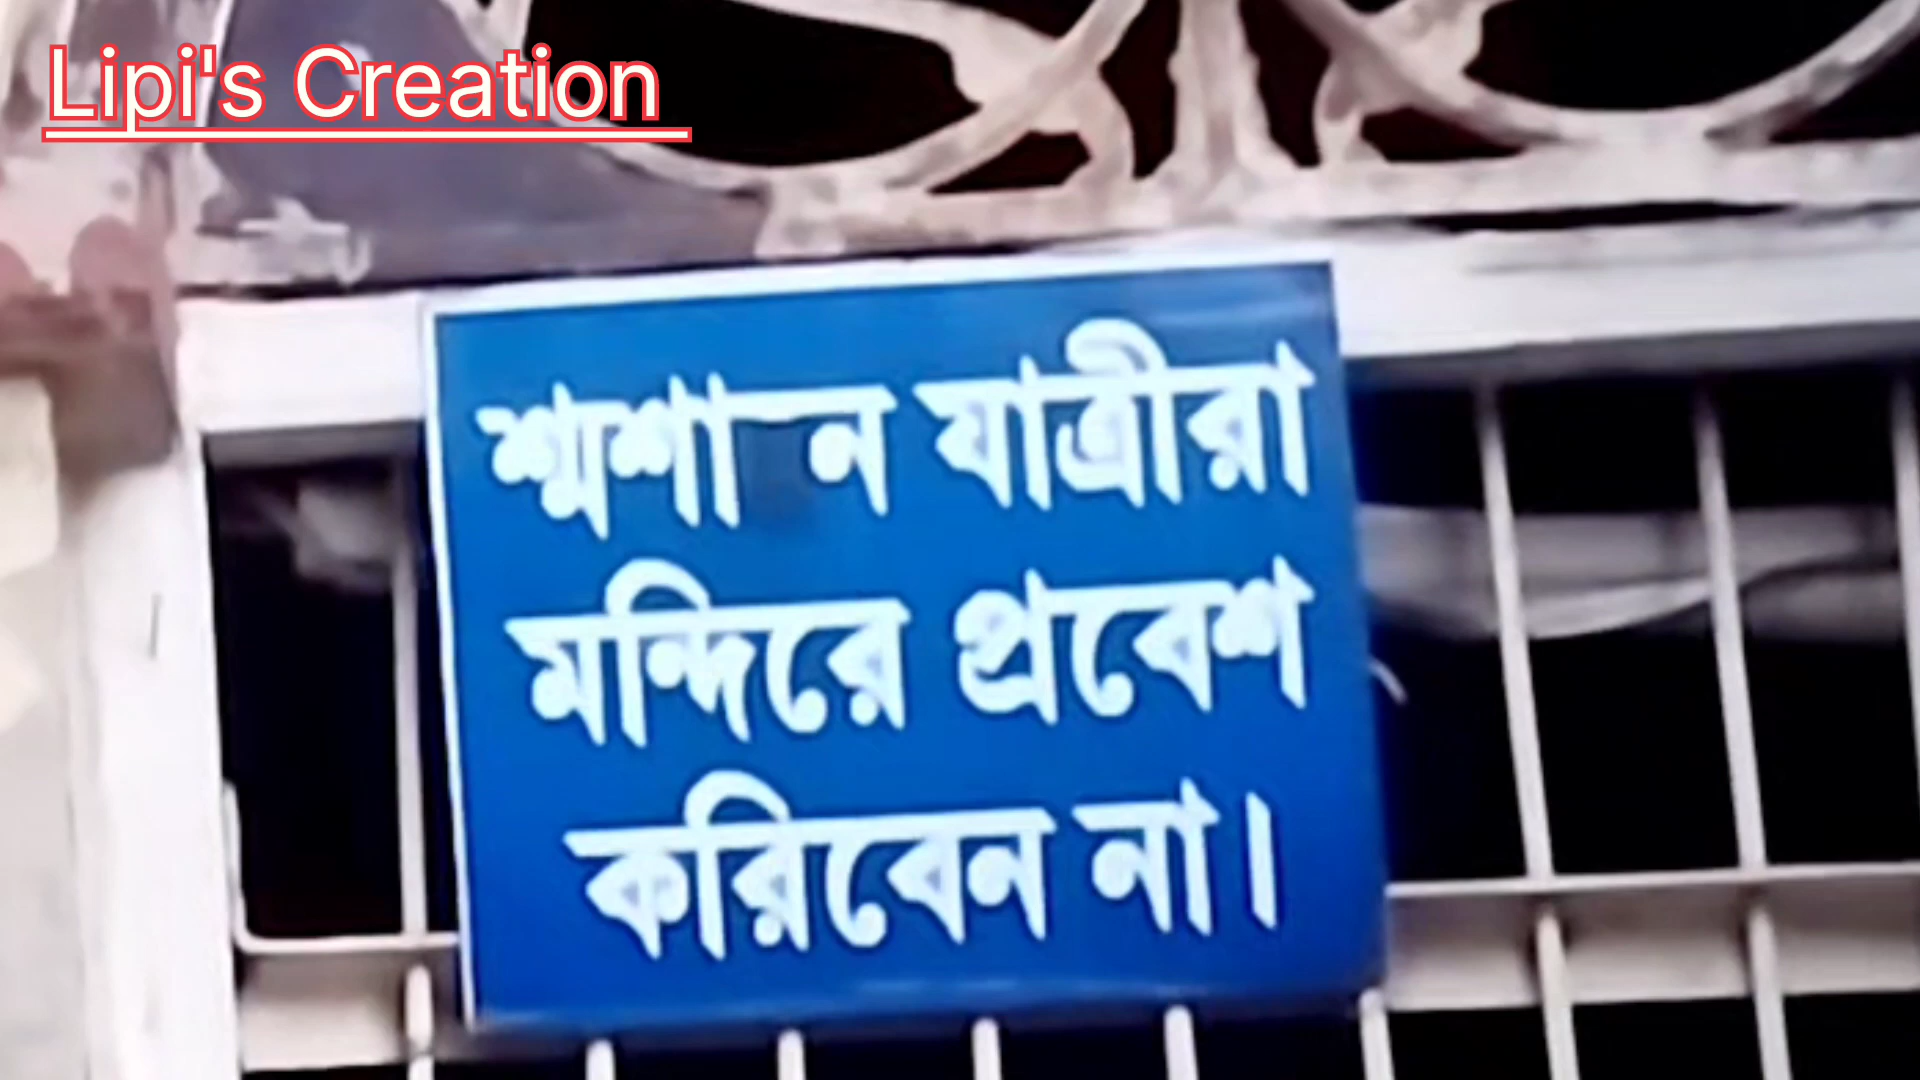 Lipi's Creation
শ্মশান যাত্রীরা
মন্দিরে প্রবেশ
করিবেন না।